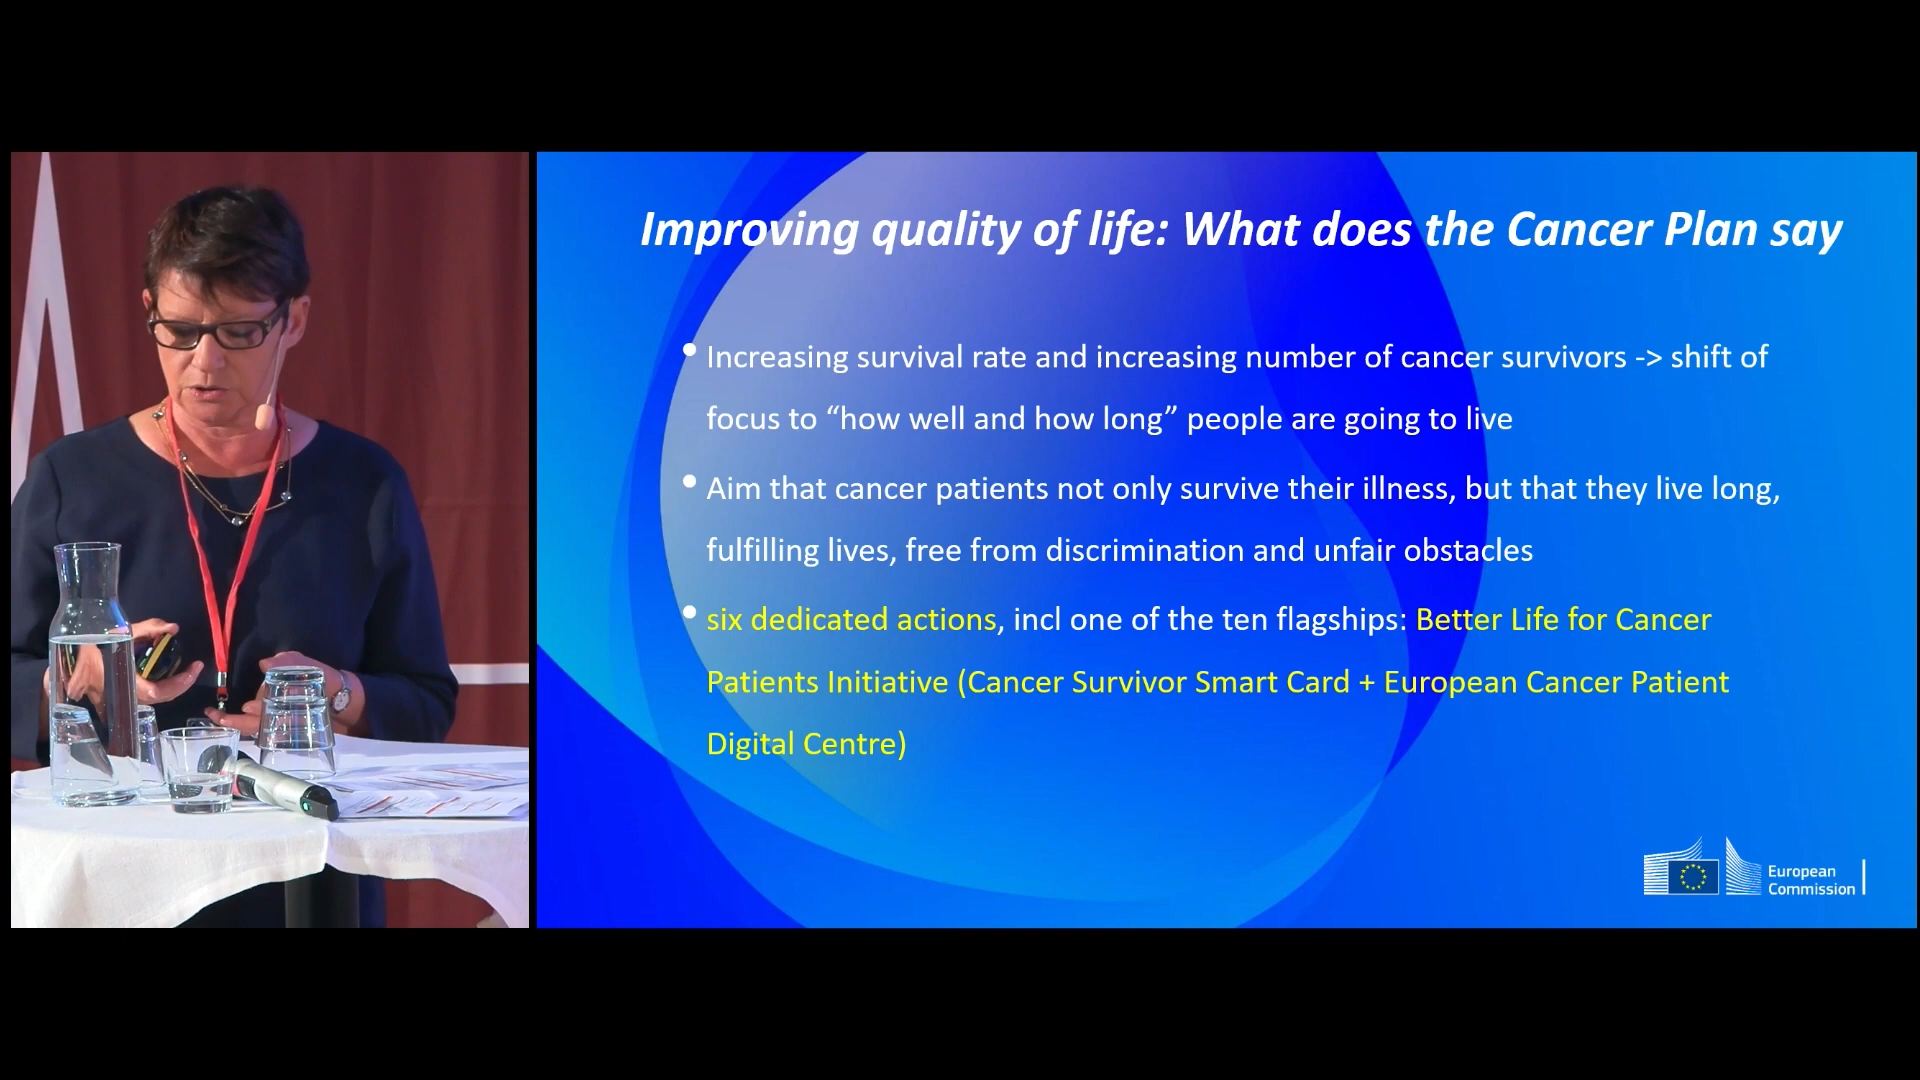 Improving quality of life: What does the Cancer Plan say
• Increasing survival rate and increasing number of cancer survivors -> shift of
focus to “how well and how long” people are going to live
• Aim that cancer patients not only survive their illness, but that they live long,
fulfilling lives, free from discrimination and unfair obstacles
• six dedicated actions, incl one of the ten flagships: Better Life for Cancer
Patients Initiative (Cancer Survivor Smart Card + European Cancer Patient
Digital Centre)
European
Commission